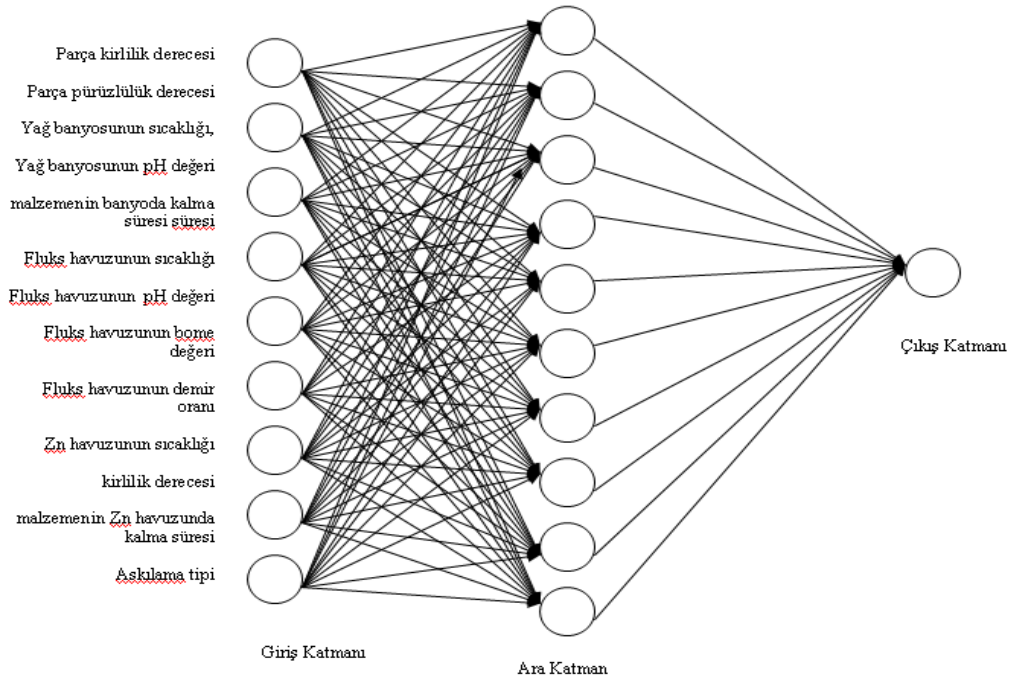 Parça kirlilik derecesi
Parça pürüzlülük derecesi
Yağ banyosunun sıcaklığı,
Yağ banyosunun pH değeri
malzemenin banyoda kalma
süresi süresi
Fluks havuzunun sıcaklığı
Fluks havuzunun pH değeri
Fluks havuzunun bome
değeri
Fluks havuzunun demir
oranı
Zn havuzunun sıcaklığı
kirlilik derecesi
malzemenin Zn havuzunda
kalma süresi
Askılama tipi
Giriş Katmanı
Ara Katman
Çıkış Katmanı